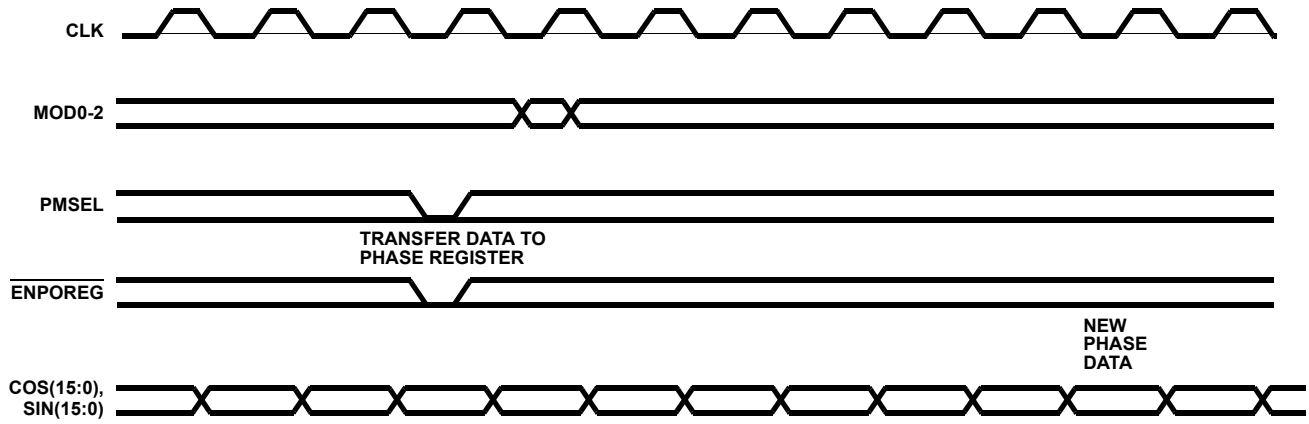 CLK
MOD0-2
PMSEL
TRANSFER DATA TO
PHASE REGISTER
ENPOREG
NEW
PHASE
DATA
COS(15:0),
SIN(15:0)